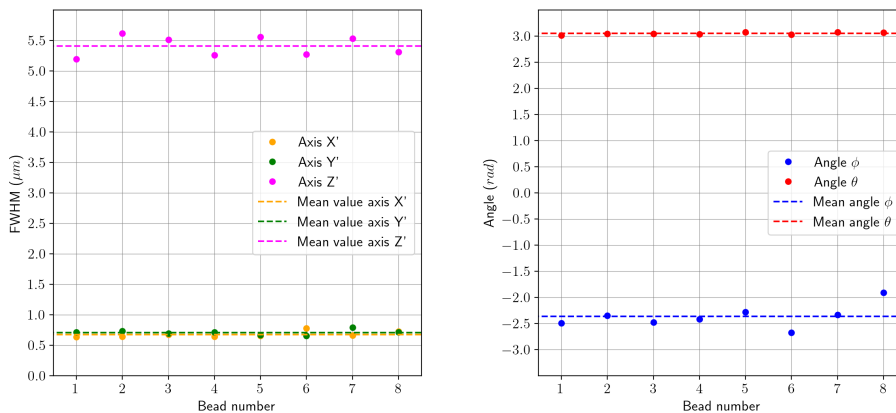 5.5
5.0
4.5
4.0
3.5
3.0
2.5
2.0
1.5
1.0
0.5
0.0
FWHM (μm)
Axis X'
Axis Y'
Axis Z'
Mean value axis X'
Mean value axis Y'
Mean value axis Z'
1 2 3 4 5 6 7 8
Bead number
3.0
2.5
2.0
1.5
1.0
0.5
0.0
−0.5
−1.0
−1.5
−2.0
−2.5
−3.0
Angle (rad)
Angle ϕ
Angle θ
Mean angle ϕ
Mean angle θ
1 2 3 4 5 6 7 8
Bead number